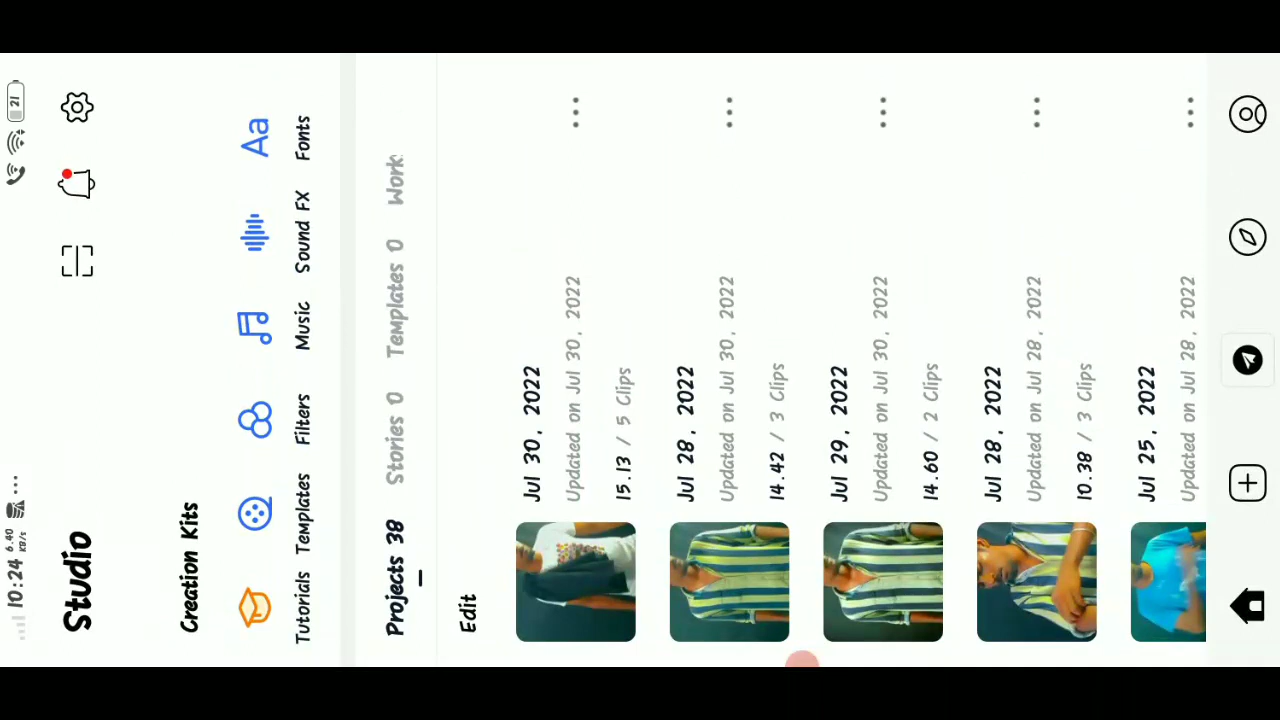 10:24 6.40 KB/s ... 21
Studio
Creation Kits
Tutorials Templates Filters Music Sound FX Fonts
Projects 38 Stories 0 Templates 0 Work
Edit
Jul 30, 2022
Updated on Jul 30, 2022
15.13 / 5 Clips
Jul 28, 2022
Updated on Jul 30, 2022
14.42 / 3 Clips
Jul 29, 2022
Updated on Jul 30, 2022
14.60 / 2 Clips
Jul 28, 2022
Updated on Jul 28, 2022
10.38 / 3 Clips
Jul 25, 2022
Updated on Jul 28, 2022